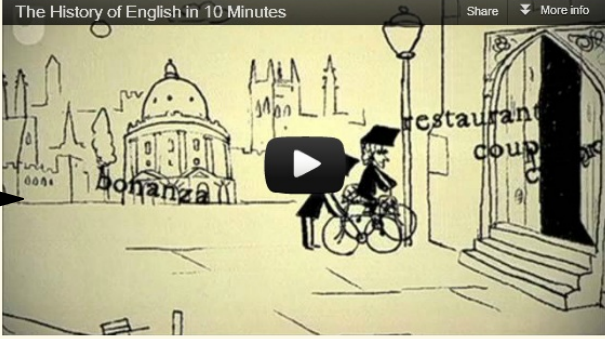 The History of English in 10 Minutes
Share
More info
restaurant
coup
bonanza